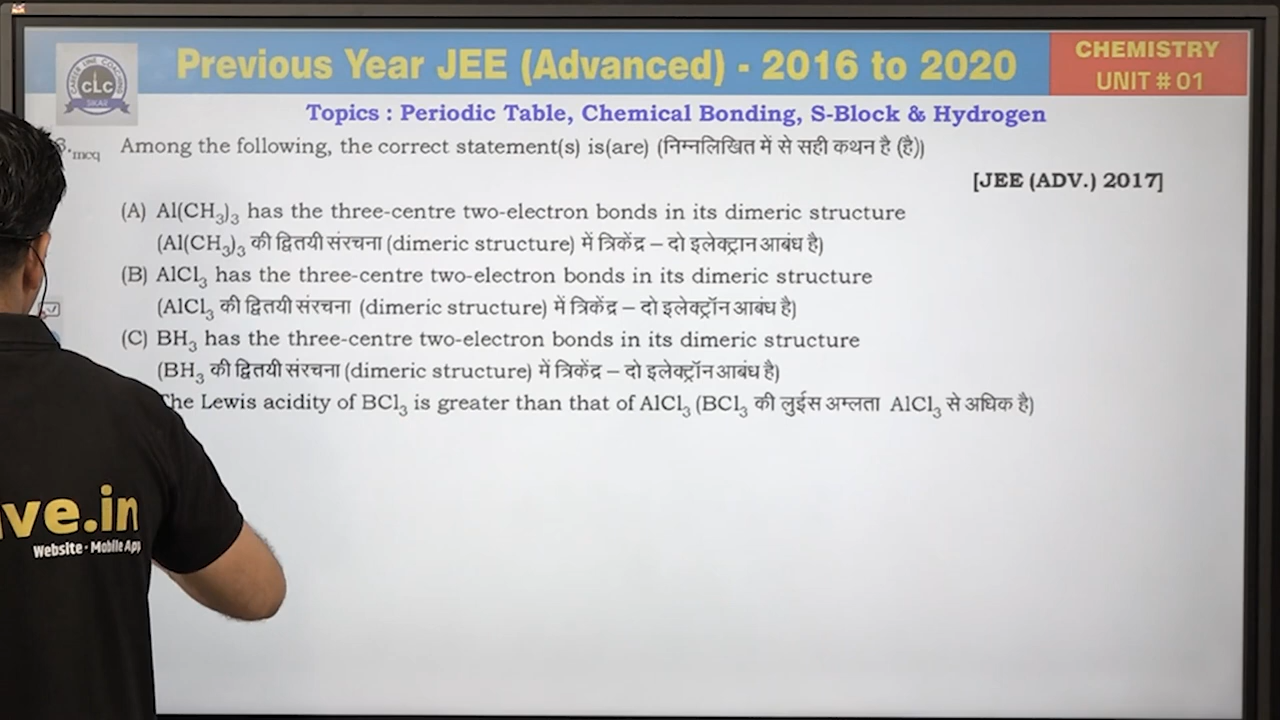 Previous Year JEE (Advanced) - 2016 to 2020
CHEMISTRY
UNIT # 01
CLC
SIKAR
Topics : Periodic Table, Chemical Bonding, S-Block & Hydrogen
mcq Among the following, the correct statement(s) is(are) (निम्नलिखित में से सही कथन है (है))
[JEE (ADV.) 2017]
(A) Al(CH₃)₃ has the three-centre two-electron bonds in its dimeric structure
(Al(CH₃)₃ की द्वितयी संरचना (dimeric structure) में त्रिकेंद्र – दो इलेक्ट्रान आबंध है)
(B) AlCl₃ has the three-centre two-electron bonds in its dimeric structure
(AlCl₃ की द्वितयी संरचना (dimeric structure) में त्रिकेंद्र – दो इलेक्ट्रॉन आबंध है)
(C) BH₃ has the three-centre two-electron bonds in its dimeric structure
(BH₃ की द्वितयी संरचना (dimeric structure) में त्रिकेंद्र – दो इलेक्ट्रॉन आबंध है)
The Lewis acidity of BCl₃ is greater than that of AlCl₃ (BCl₃ की लुईस अम्लता AlCl₃ से अधिक है)
ve.in
Website - Mobile App